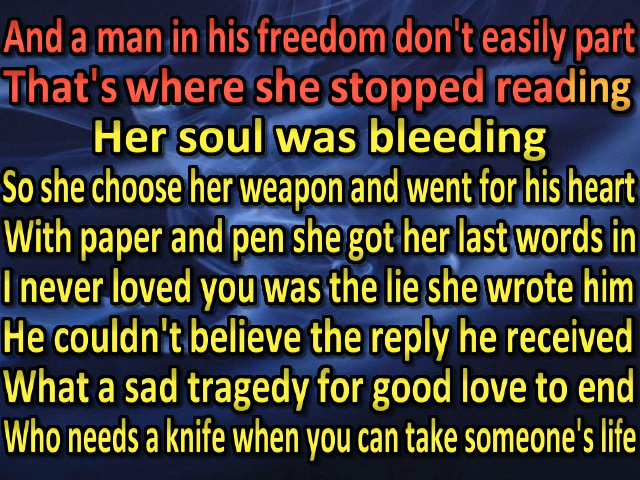 And a man in his freedom don't easily part
That's where she stopped reading
Her soul was bleeding
So she choose her weapon and went for his heart
With paper and pen she got her last words in
I never loved you was the lie she wrote him
He couldn't believe the reply he received
What a sad tragedy for good love to end
Who needs a knife when you can take someone's life